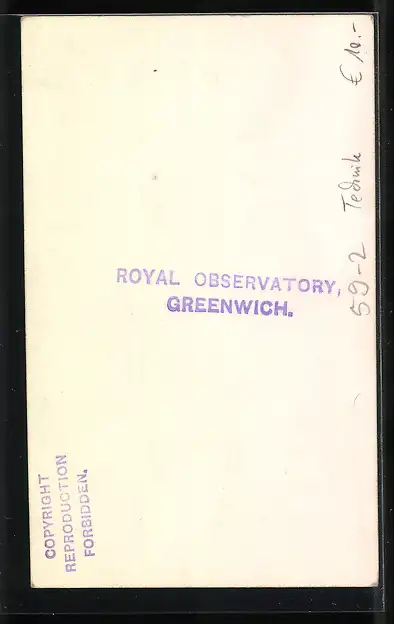 ROYAL OBSERVATORY,
GREENWICH.
COPYRIGHT
REPRODUCTION
FORBIDDEN.
59-2 Technik € 10.-